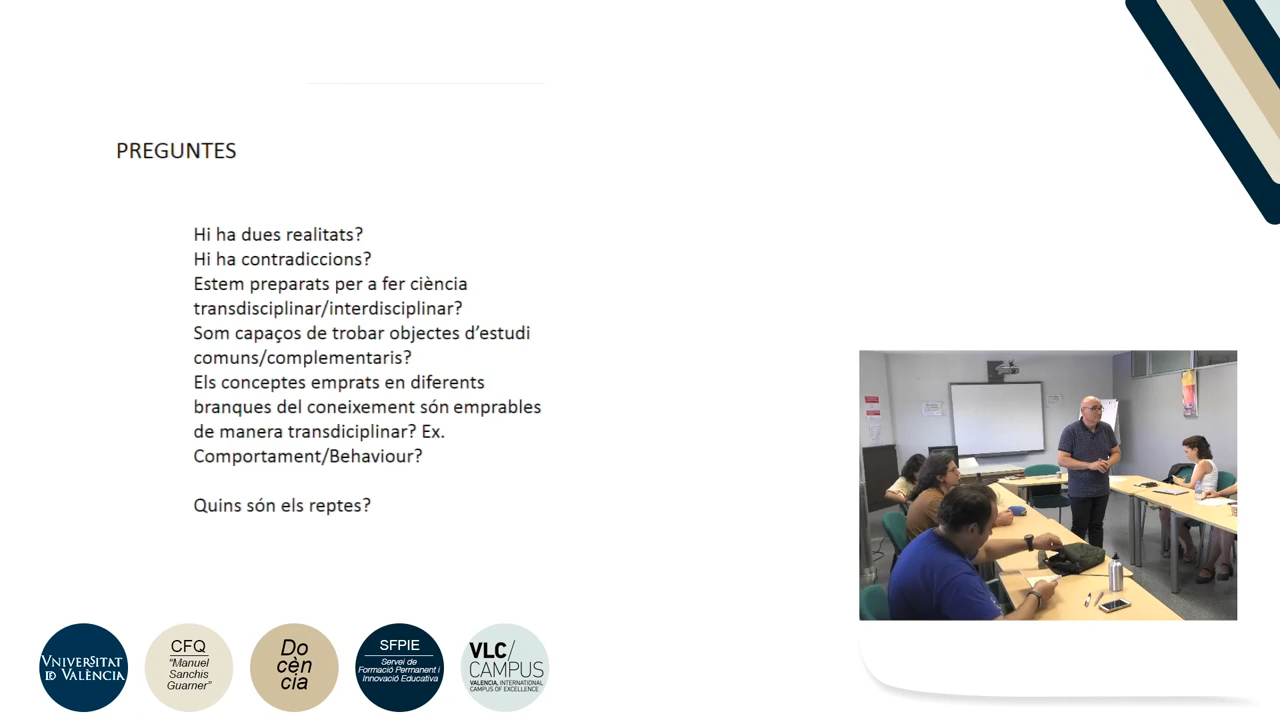 PREGUNTES
Hi ha dues realitats?
Hi ha contradiccions?
Estem preparats per a fer ciència
transdisciplinar/interdisciplinar?
Som capaços de trobar objectes d’estudi
comuns/complementaris?
Els conceptes emprats en diferents
branques del coneixement són emprables
de manera transdiciplinar? Ex.
Comportament/Behaviour?
Quins són els reptes?
VNIVERSITAT
ID VALÈNCIA
CFQ
“Manuel
Sanchis
Guarner”
Do
cèn
cia
SFPIE
Servei de
Formació Permanent i
Innovació Educativa
VLC/
CAMPUS
VALENCIA, INTERNATIONAL
CAMPUS OF EXCELLENCE